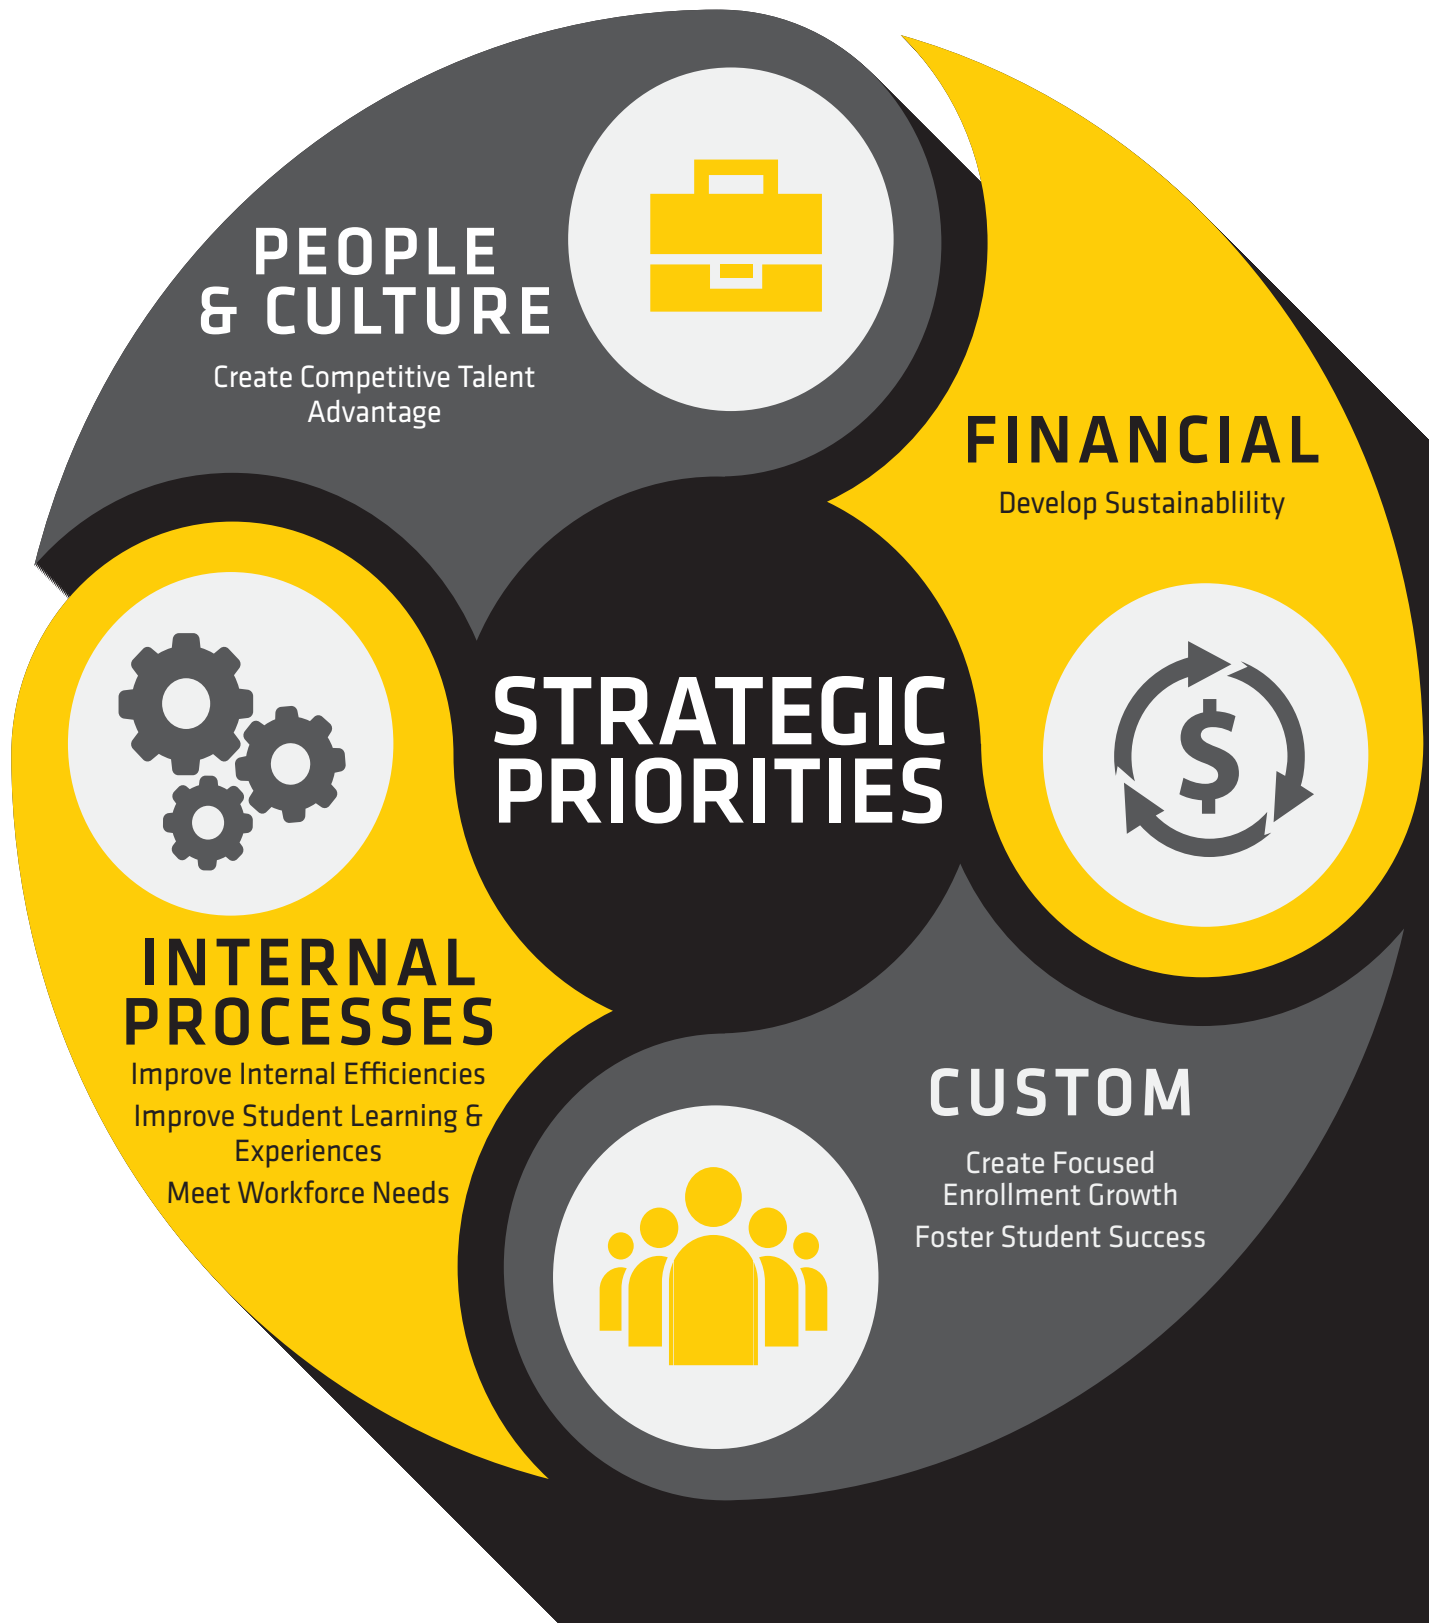 PEOPLE
& CULTURE
Create Competitive Talent
Advantage
FINANCIAL
Develop Sustainablility
STRATEGIC
PRIORITIES
INTERNAL
PROCESSES
Improve Internal Efficiencies
Improve Student Learning &
Experiences
Meet Workforce Needs
CUSTOM
Create Focused
Enrollment Growth
Foster Student Success
$